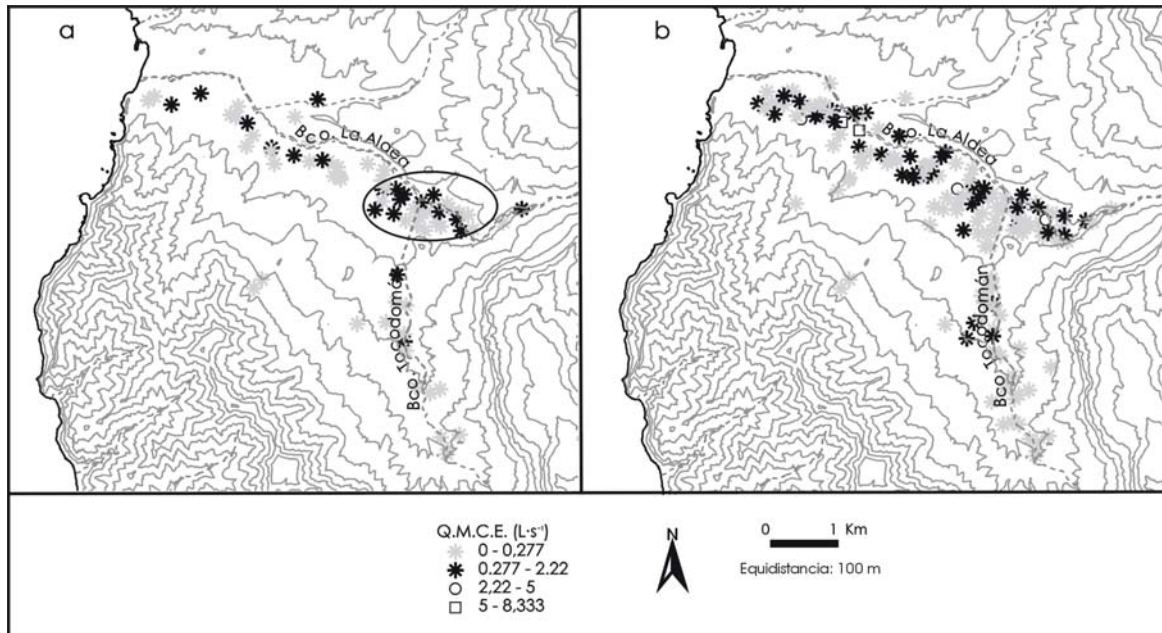 a
Bco. La Aldea
Bco. Tocodomán
b
Bco. La Aldea
Bco. Tocodomán
Q.M.C.E. (L·s⁻¹)
0 - 0,277
0.277 - 2.22
2,22 - 5
5 - 8,333
N
0 1 Km
Equidistancia: 100 m